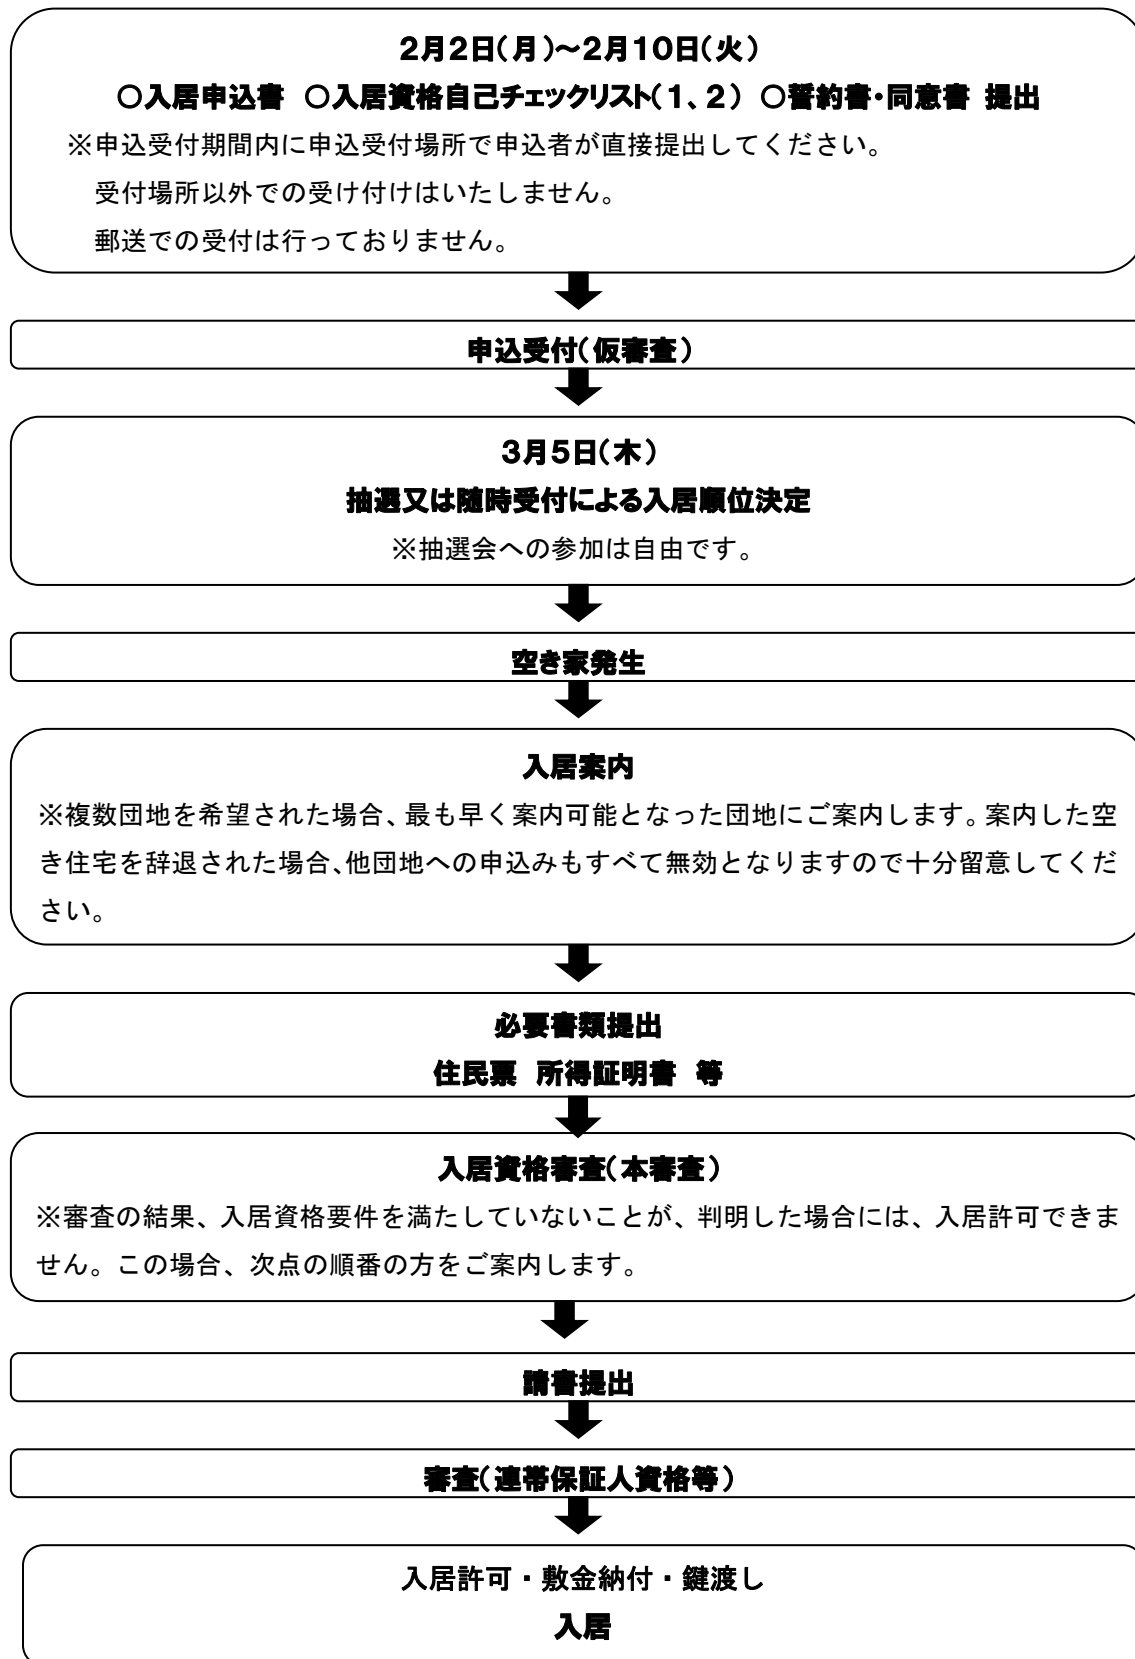 2月2日(月)～2月10日(火)
○入居申込書 ○入居資格自己チェックリスト(1、2) ○誓約書・同意書 提出
※申込受付期間内に申込受付場所で申込者が直接提出してください。
受付場所以外での受け付けはいたしません。
郵送での受付は行っておりません。
申込受付(仮審査)
3月5日(木)
抽選又は随時受付による入居順位決定
※抽選会への参加は自由です。
空き家発生
入居案内
※複数団地を希望された場合、最も早く案内可能となった団地にご案内します。案内した空
き住宅を辞退された場合、他団地への申込みもすべて無効となりますので十分留意してくだ
さい。
必要書類提出
住民票 所得証明書 等
入居資格審査(本審査)
※審査の結果、入居資格要件を満たしていないことが、判明した場合には、入居許可できま
せん。この場合、次点の順番の方をご案内します。
請書提出
審査(連帯保証人資格等)
入居許可・敷金納付・鍵渡し
入居